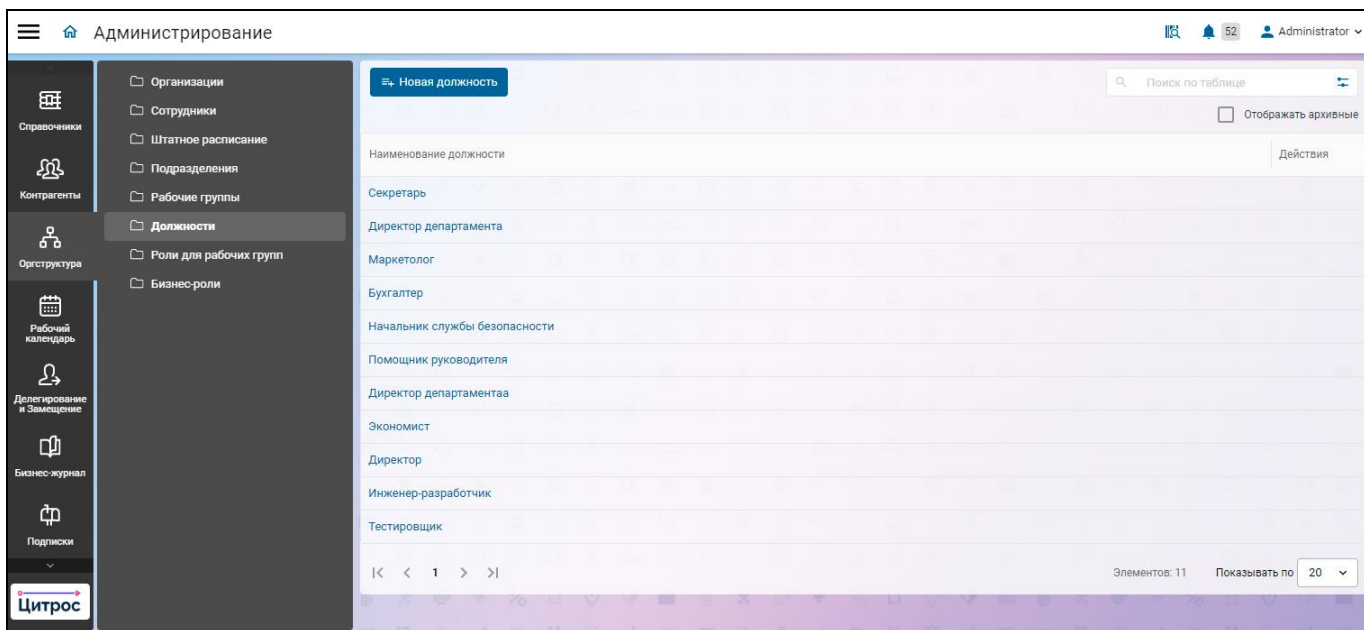 Администрирование
52
Administrator
Справочники
Контрагенты
Оргструктура
Рабочий
календарь
Делегирование
и Замещение
Бизнес-журнал
Подписки
Цитрос
Организации
Сотрудники
Штатное расписание
Подразделения
Рабочие группы
Должности
Роли для рабочих групп
Бизнес-роли
Новая должность
Поиск по таблице
Отображать архивные
Наименование должности Действия
Секретарь
Директор департамента
Маркетолог
Бухгалтер
Начальник службы безопасности
Помощник руководителя
Директор департаментаа
Экономист
Директор
Инженер-разработчик
Тестировщик
1
Элементов: 11 Показывать по 20